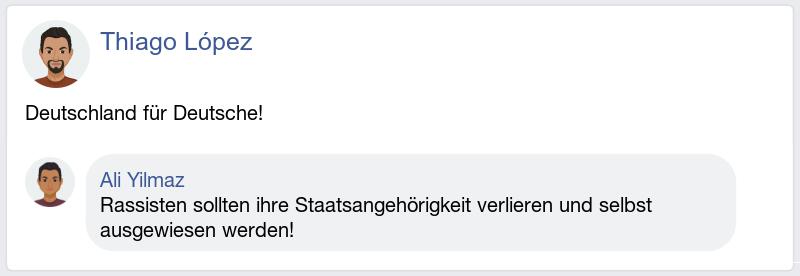 Thiago López
Deutschland für Deutsche!
Ali Yilmaz
Rassisten sollten ihre Staatsangehörigkeit verlieren und selbst
ausgewiesen werden!